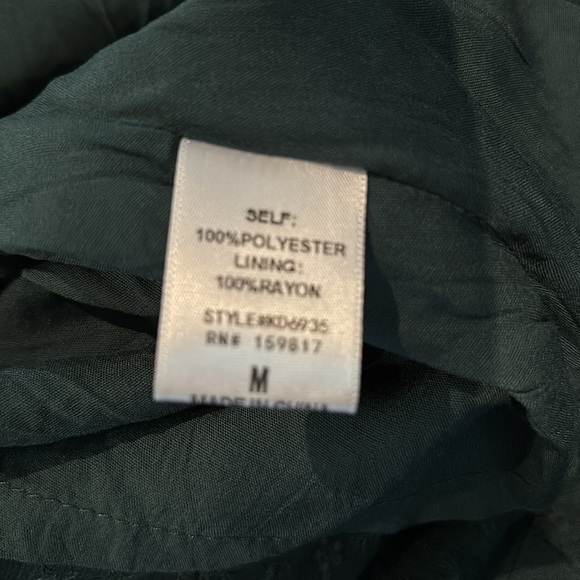 SELF:
100%POLYESTER
LINING:
100%RAYON
STYLE#KD6935
RN# 159817
M
MADE IN CHINA